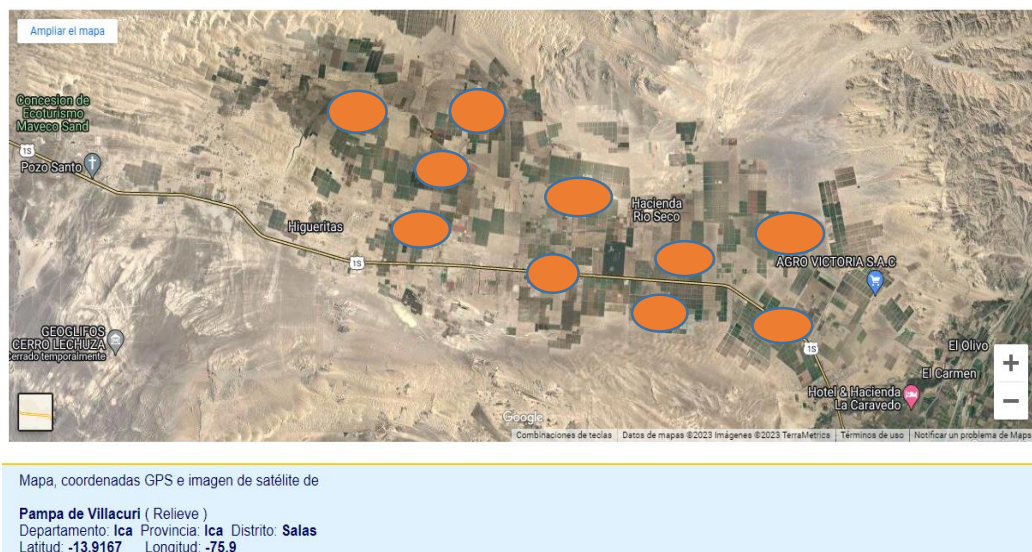 Ampliar el mapa
Concesion de
Ecoturismo
Maveco Sand
1S
Pozo Santo
Higueritas
Hacienda
Rio Seco
1S
AGRO VICTORIA S.A.C
GEOGLIFOS
CERRO LECHUZA
Cerrado temporalmente
1S
El Olivo
El Carmen
Hotel & Hacienda
La Caravedo
+
−
Google
Combinaciones de teclas Datos de mapas ©2023 Imágenes ©2023 TerraMetrics Términos de uso Notificar un problema de Maps
Mapa, coordenadas GPS e imagen de satélite de
Pampa de Villacuri ( Relieve )
Departamento: Ica Provincia: Ica Distrito: Salas
Latitud: -13.9167 Longitud: -75.9